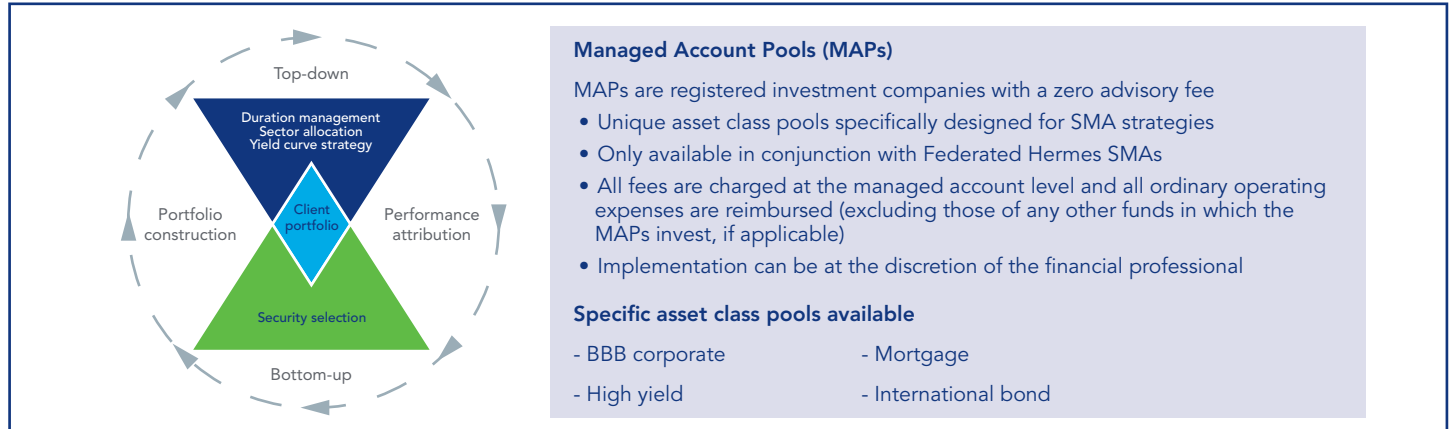 Top-down
Duration management
Sector allocation
Yield curve strategy
Portfolio
construction
Client
portfolio
Performance
attribution
Security selection
Bottom-up
Managed Account Pools (MAPs)
MAPs are registered investment companies with a zero advisory fee
• Unique asset class pools specifically designed for SMA strategies
• Only available in conjunction with Federated Hermes SMAs
• All fees are charged at the managed account level and all ordinary operating
expenses are reimbursed (excluding those of any other funds in which the
MAPs invest, if applicable)
• Implementation can be at the discretion of the financial professional
Specific asset class pools available
- BBB corporate - Mortgage
- High yield - International bond